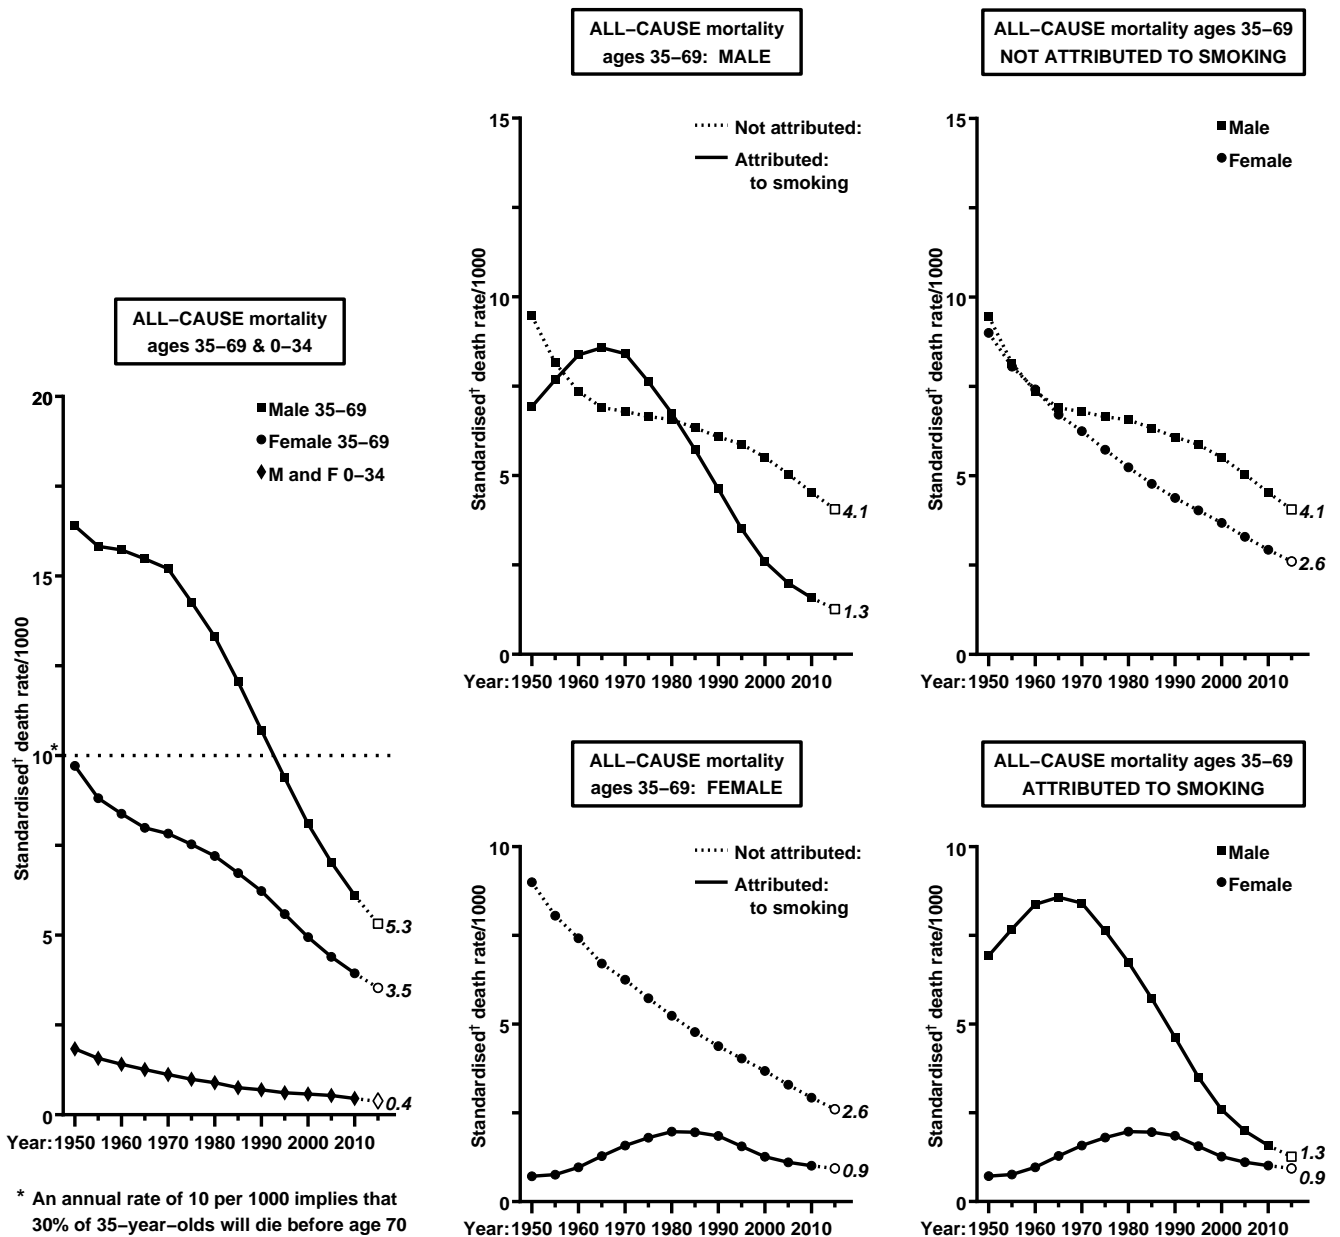 ALL–CAUSE mortality
ages 35–69 & 0–34
Male 35–69
Female 35–69
M and F 0–34
Standardised† death rate/1000
20
15
10*
5
0
5.3
3.5
0.4
Year: 1950 1960 1970 1980 1990 2000 2010
* An annual rate of 10 per 1000 implies that
30% of 35–year–olds will die before age 70
ALL–CAUSE mortality
ages 35–69: MALE
Not attributed:
Attributed:
to smoking
Standardised† death rate/1000
15
10
5
0
4.1
1.3
Year: 1950 1960 1970 1980 1990 2000 2010
ALL–CAUSE mortality ages 35–69
NOT ATTRIBUTED TO SMOKING
Male
Female
Standardised† death rate/1000
15
10
5
0
4.1
2.6
Year: 1950 1960 1970 1980 1990 2000 2010
ALL–CAUSE mortality
ages 35–69: FEMALE
Not attributed:
Attributed:
to smoking
Standardised† death rate/1000
10
5
0
2.6
0.9
Year: 1950 1960 1970 1980 1990 2000 2010
ALL–CAUSE mortality ages 35–69
ATTRIBUTED TO SMOKING
Male
Female
Standardised† death rate/1000
10
5
0
1.3
0.9
Year: 1950 1960 1970 1980 1990 2000 2010